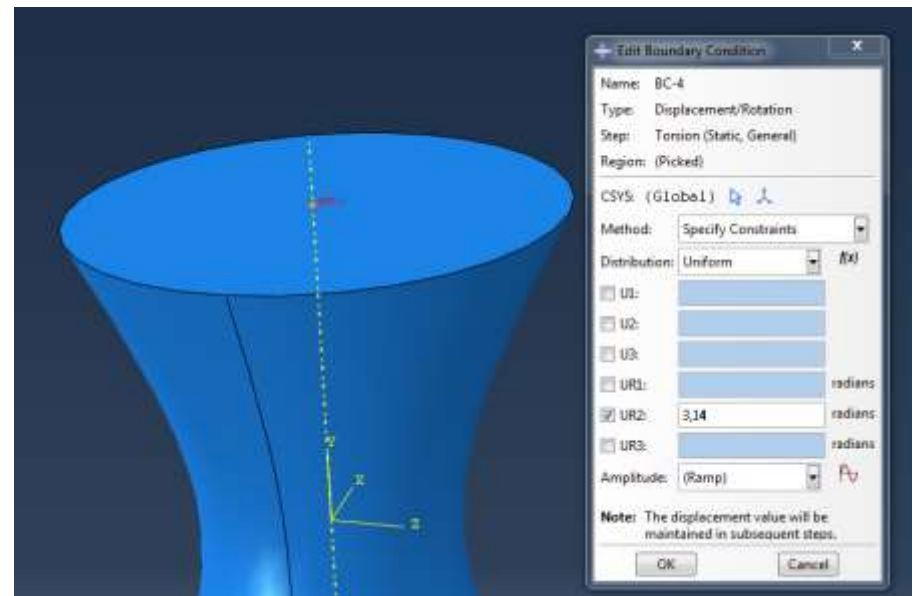 Edit Boundary Condition
Name: BC-4
Type: Displacement/Rotation
Step: Torsion (Static, General)
Region: (Picked)
CSYS: (Global)
Method: Specify Constraints
Distribution: Uniform f(x)
U1:
U2:
U3:
UR1: radians
UR2: 3,14 radians
UR3: radians
Amplitude: (Ramp)
Note: The displacement value will be
maintained in subsequent steps.
OK Cancel
Y
X
Z